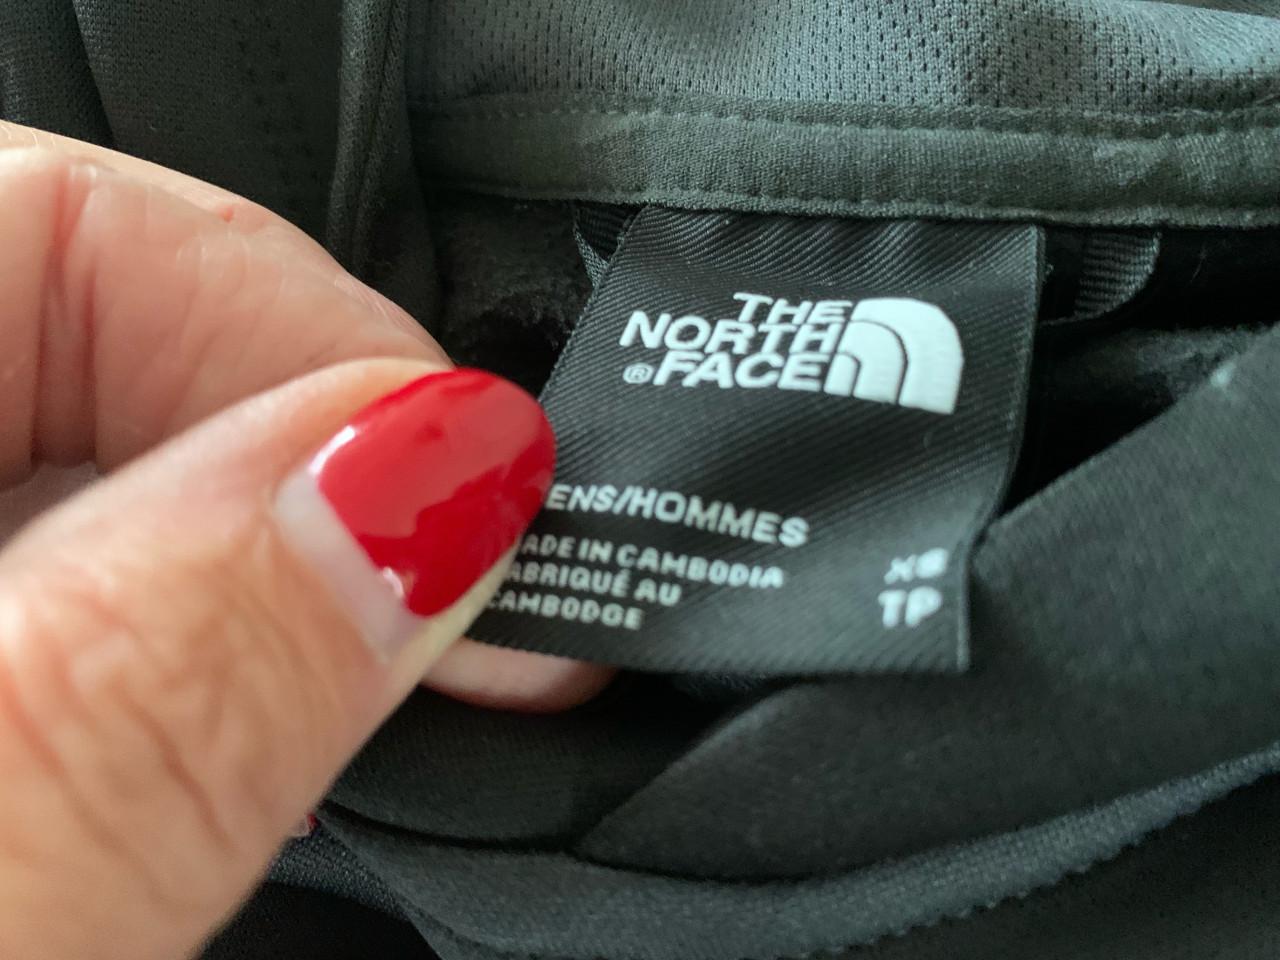 THE
NORTH
®FACE
ENS/HOMMES
ADE IN CAMBODIA
ABRIQUÉ AU
CAMBODGE
XS
TP